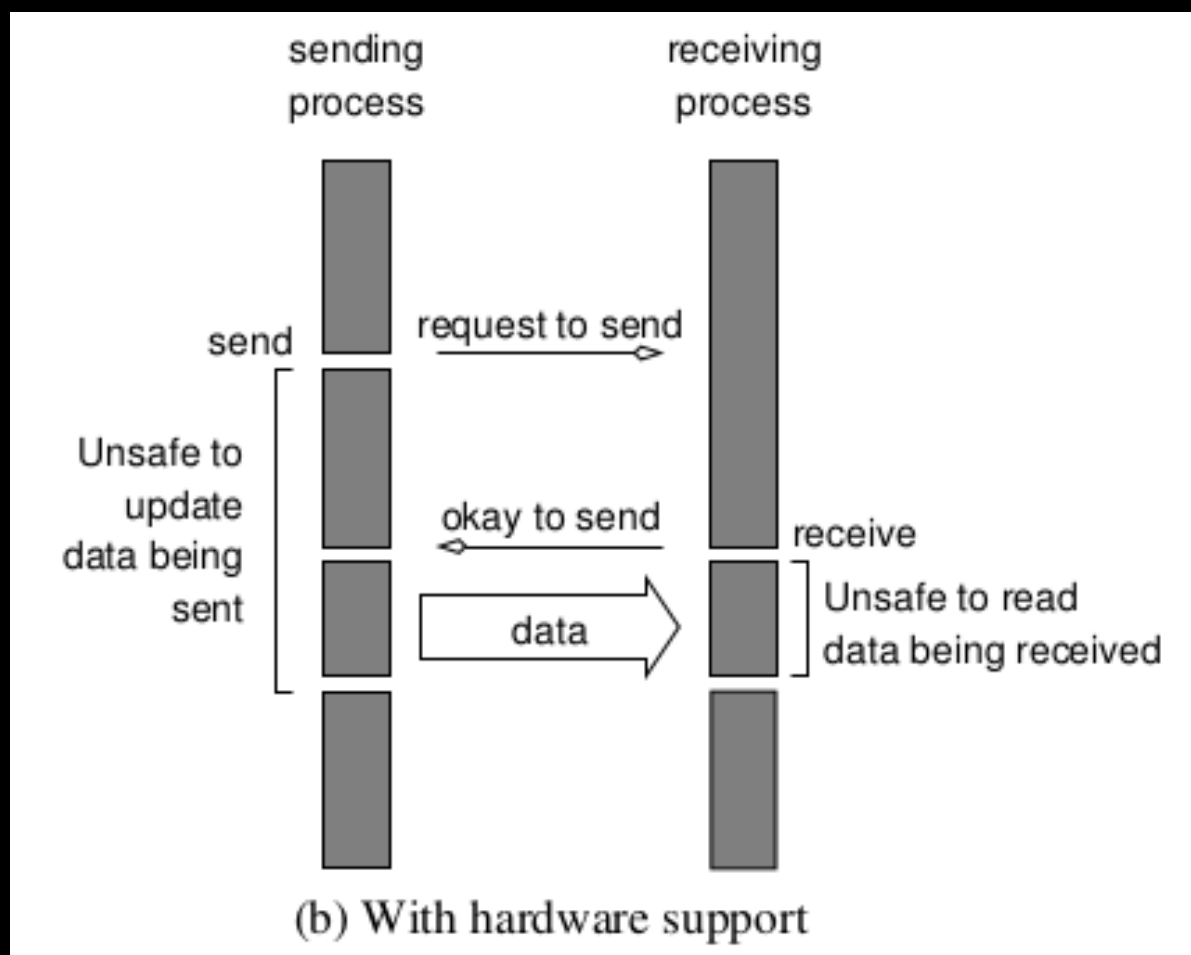 sending
process
receiving
process
send
request to send
Unsafe to
update
data being
sent
okay to send
receive
data
Unsafe to read
data being received
(b) With hardware support